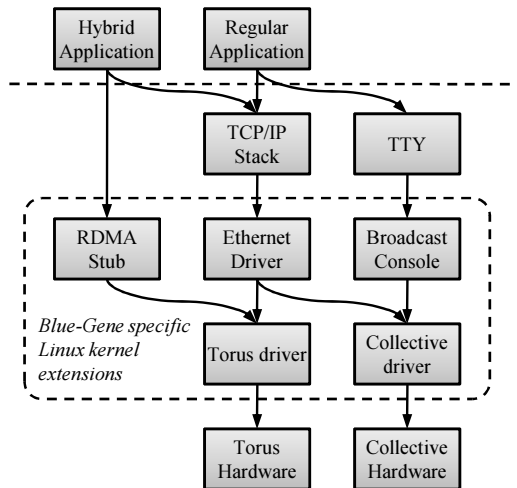 Hybrid
Application
Regular
Application
TCP/IP
Stack
TTY
RDMA
Stub
Ethernet
Driver
Broadcast
Console
Blue-Gene specific
Linux kernel
extensions
Torus driver
Collective
driver
Torus
Hardware
Collective
Hardware